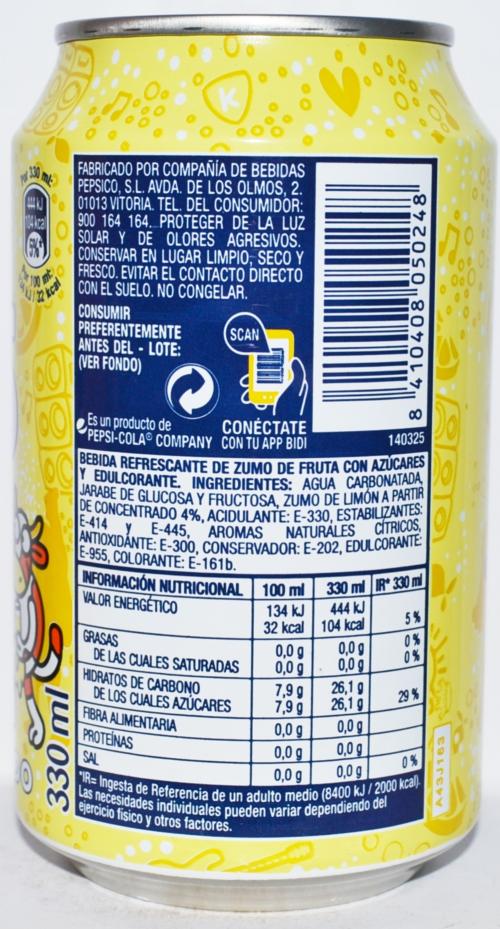 Por 330 ml:
444 kJ
104 kcal
5%*
Por 100 ml:
134 kJ / 32 kcal
K
FABRICADO POR COMPAÑÍA DE BEBIDAS
PEPSICO, S.L. AVDA. DE LOS OLMOS, 2.
01013 VITORIA. TEL. DEL CONSUMIDOR:
900 164 164. PROTEGER DE LA LUZ
SOLAR Y DE OLORES AGRESIVOS.
CONSERVAR EN LUGAR LIMPIO, SECO Y
FRESCO. EVITAR EL CONTACTO DIRECTO
CON EL SUELO. NO CONGELAR.
CONSUMIR
PREFERENTEMENTE
ANTES DEL - LOTE:
(VER FONDO)
SCAN
Es un producto de
PEPSI-COLA® COMPANY
CONÉCTATE
CON TU APP BIDI
8 410408 050248
140325
BEBIDA REFRESCANTE DE ZUMO DE FRUTA CON AZÚCARES
Y EDULCORANTE. INGREDIENTES: AGUA CARBONATADA,
JARABE DE GLUCOSA Y FRUCTOSA, ZUMO DE LIMÓN A PARTIR
DE CONCENTRADO 4%, ACIDULANTE: E-330, ESTABILIZANTES:
E-414 y E-445, AROMAS NATURALES CÍTRICOS,
ANTIOXIDANTE: E-300, CONSERVADOR: E-202, EDULCORANTE:
E-955, COLORANTE: E-161b.
INFORMACIÓN NUTRICIONAL 100 ml 330 ml IR* 330 ml
VALOR ENERGÉTICO 134 kJ 444 kJ
32 kcal 104 kcal 5%
GRASAS 0,0 g 0,0 g 0%
DE LAS CUALES SATURADAS 0,0 g 0,0 g 0%
HIDRATOS DE CARBONO 7,9 g 26,1 g
DE LOS CUALES AZÚCARES 7,9 g 26,1 g 29%
FIBRA ALIMENTARIA 0,0 g 0,0 g
PROTEÍNAS 0,0 g 0,0 g
SAL 0,0 g 0,0 g 0%
*IR= Ingesta de Referencia de un adulto medio (8400 kJ / 2000 kcal).
Las necesidades individuales pueden variar dependiendo del
ejercicio físico y otros factores.
330 ml
A43J163